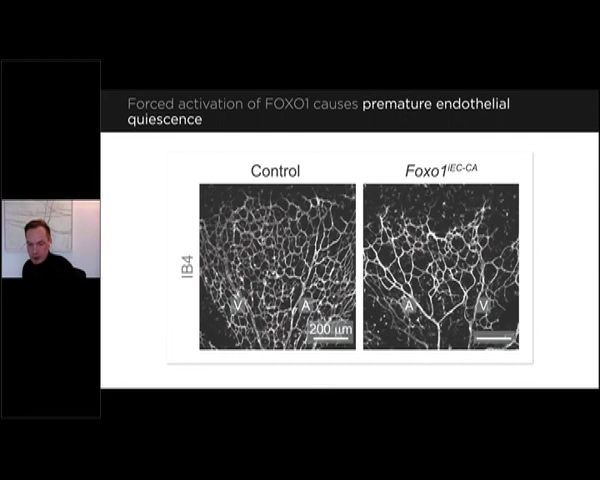 Forced activation of FOXO1 causes premature endothelial
quiescence
Control
Foxo1iEC-CA
IB4
V
A
200 µm
A
V